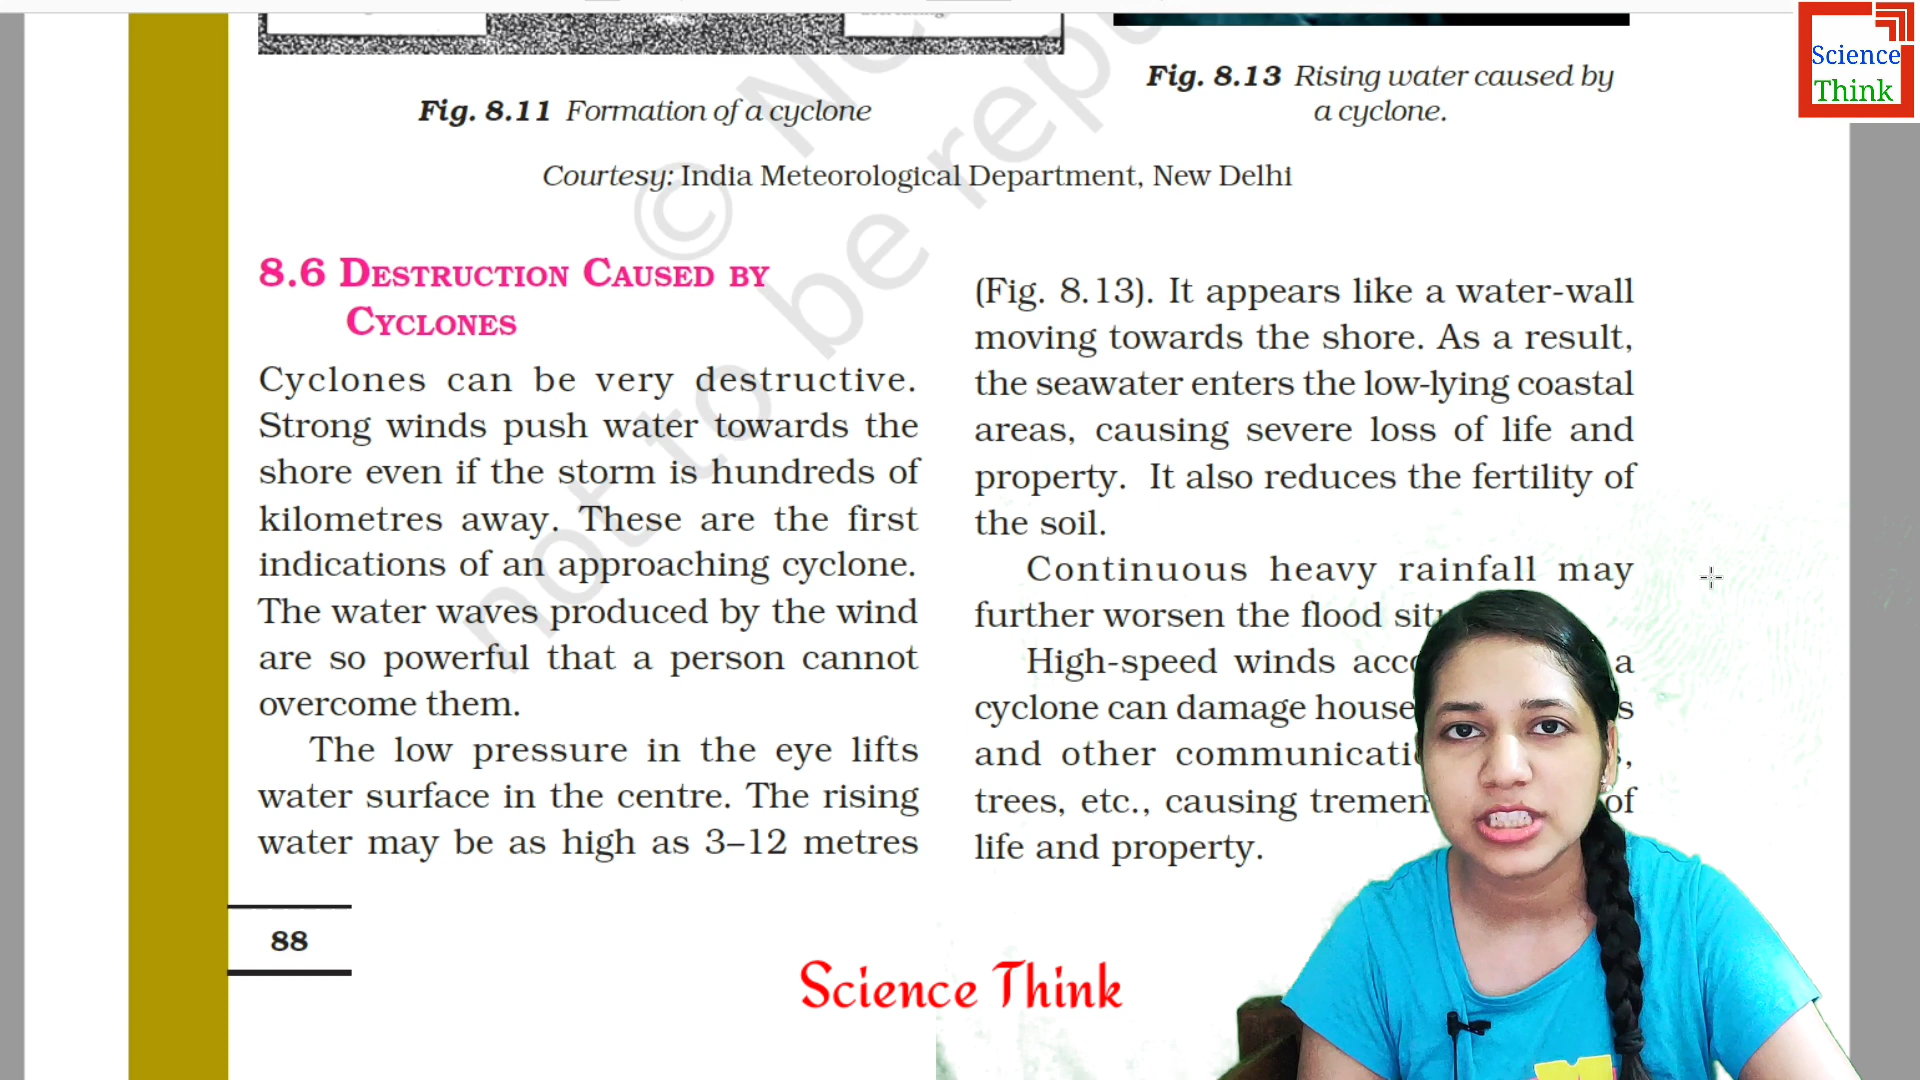 Fig. 8.11 Formation of a cyclone
Fig. 8.13 Rising water caused by
a cyclone.
Courtesy: India Meteorological Department, New Delhi
8.6 Destruction Caused by
Cyclones
Cyclones can be very destructive.
Strong winds push water towards the
shore even if the storm is hundreds of
kilometres away. These are the first
indications of an approaching cyclone.
The water waves produced by the wind
are so powerful that a person cannot
overcome them.
The low pressure in the eye lifts
water surface in the centre. The rising
water may be as high as 3–12 metres
(Fig. 8.13). It appears like a water-wall
moving towards the shore. As a result,
the seawater enters the low-lying coastal
areas, causing severe loss of life and
property. It also reduces the fertility of
the soil.
Continuous heavy rainfall may
further worsen the flood
High-speed winds a
cyclone can damage
and other
trees, etc., causing of
life and property.
88
© not to be
Science Think
Science
Think